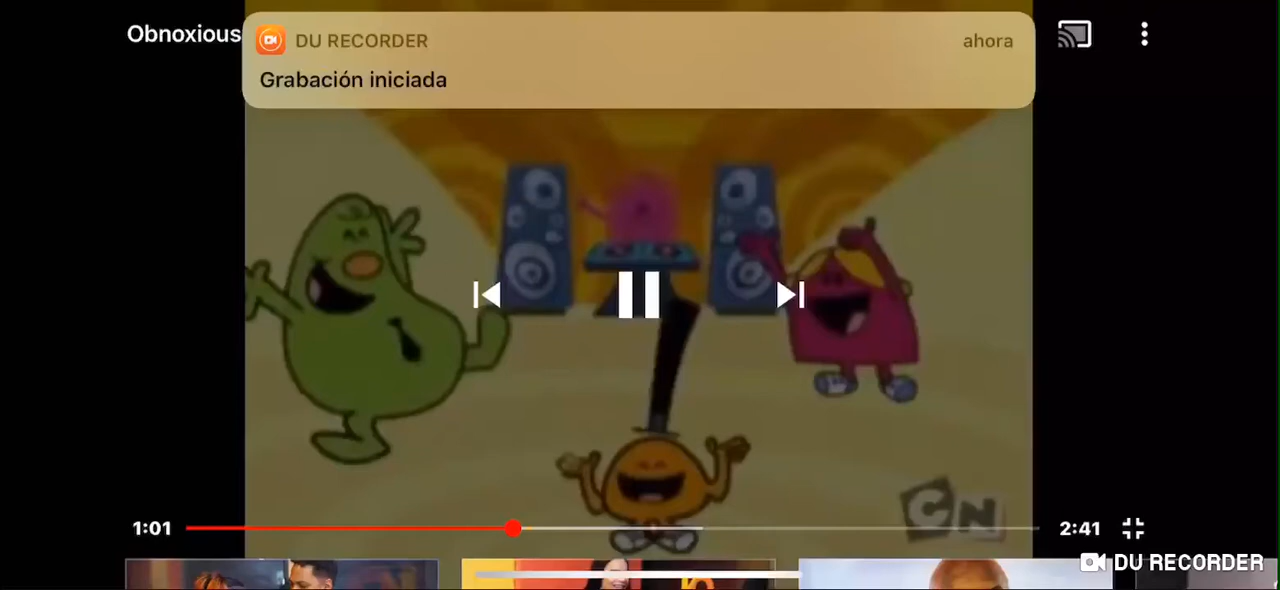 Obnoxious
DU RECORDER
ahora
Grabación iniciada
CN
1:01
2:41
DU RECORDER